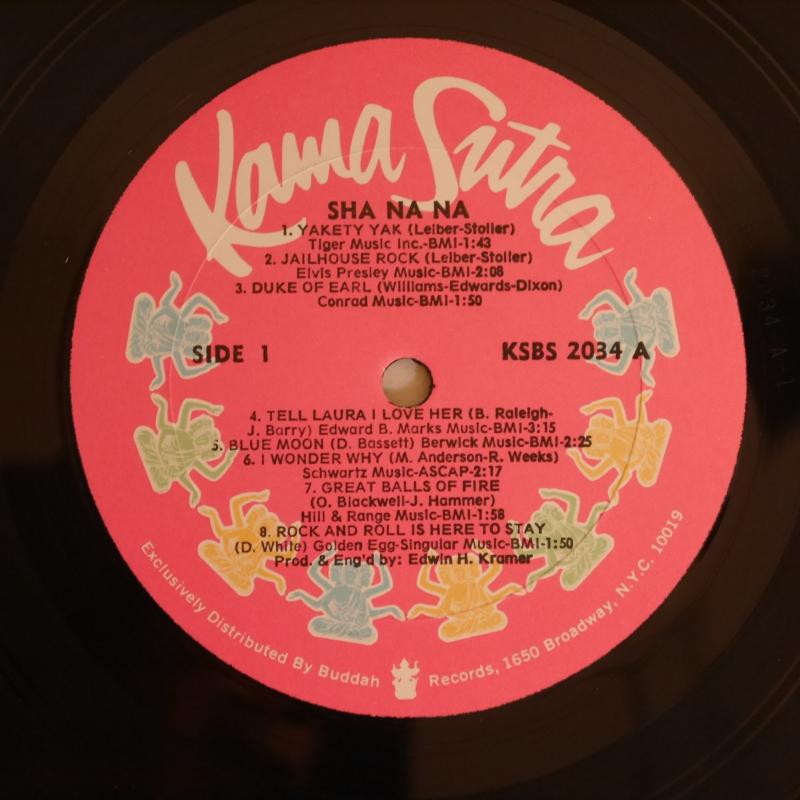 Kama Sutra
SHA NA NA
1. YAKETY YAK (Leiber-Stoller)
Tiger Music Inc.-BMI-1:43
2. JAILHOUSE ROCK (Leiber-Stoller)
Elvis Presley Music-BMI-2:08
3. DUKE OF EARL (Williams-Edwards-Dixon)
Conrad Music-BMI-1:50
SIDE 1
KSBS 2034 A
4. TELL LAURA I LOVE HER (B. Raleigh-
J. Barry) Edward B. Marks Music-BMI-3:15
5. BLUE MOON (D. Bassett) Berwick Music-BMI-2:25
6. I WONDER WHY (M. Anderson-R. Weeks)
Schwartz Music-ASCAP-2:17
7. GREAT BALLS OF FIRE
(O. Blackwell-J. Hammer)
Hill & Range Music-BMI-1:58
8. ROCK AND ROLL IS HERE TO STAY
(D. White) Golden Egg-Singular Music-BMI-1:50
Prod. & Eng'd by: Edwin H. Kramer
Exclusively Distributed By Buddah Records, 1650 Broadway, N.Y.C. 10019